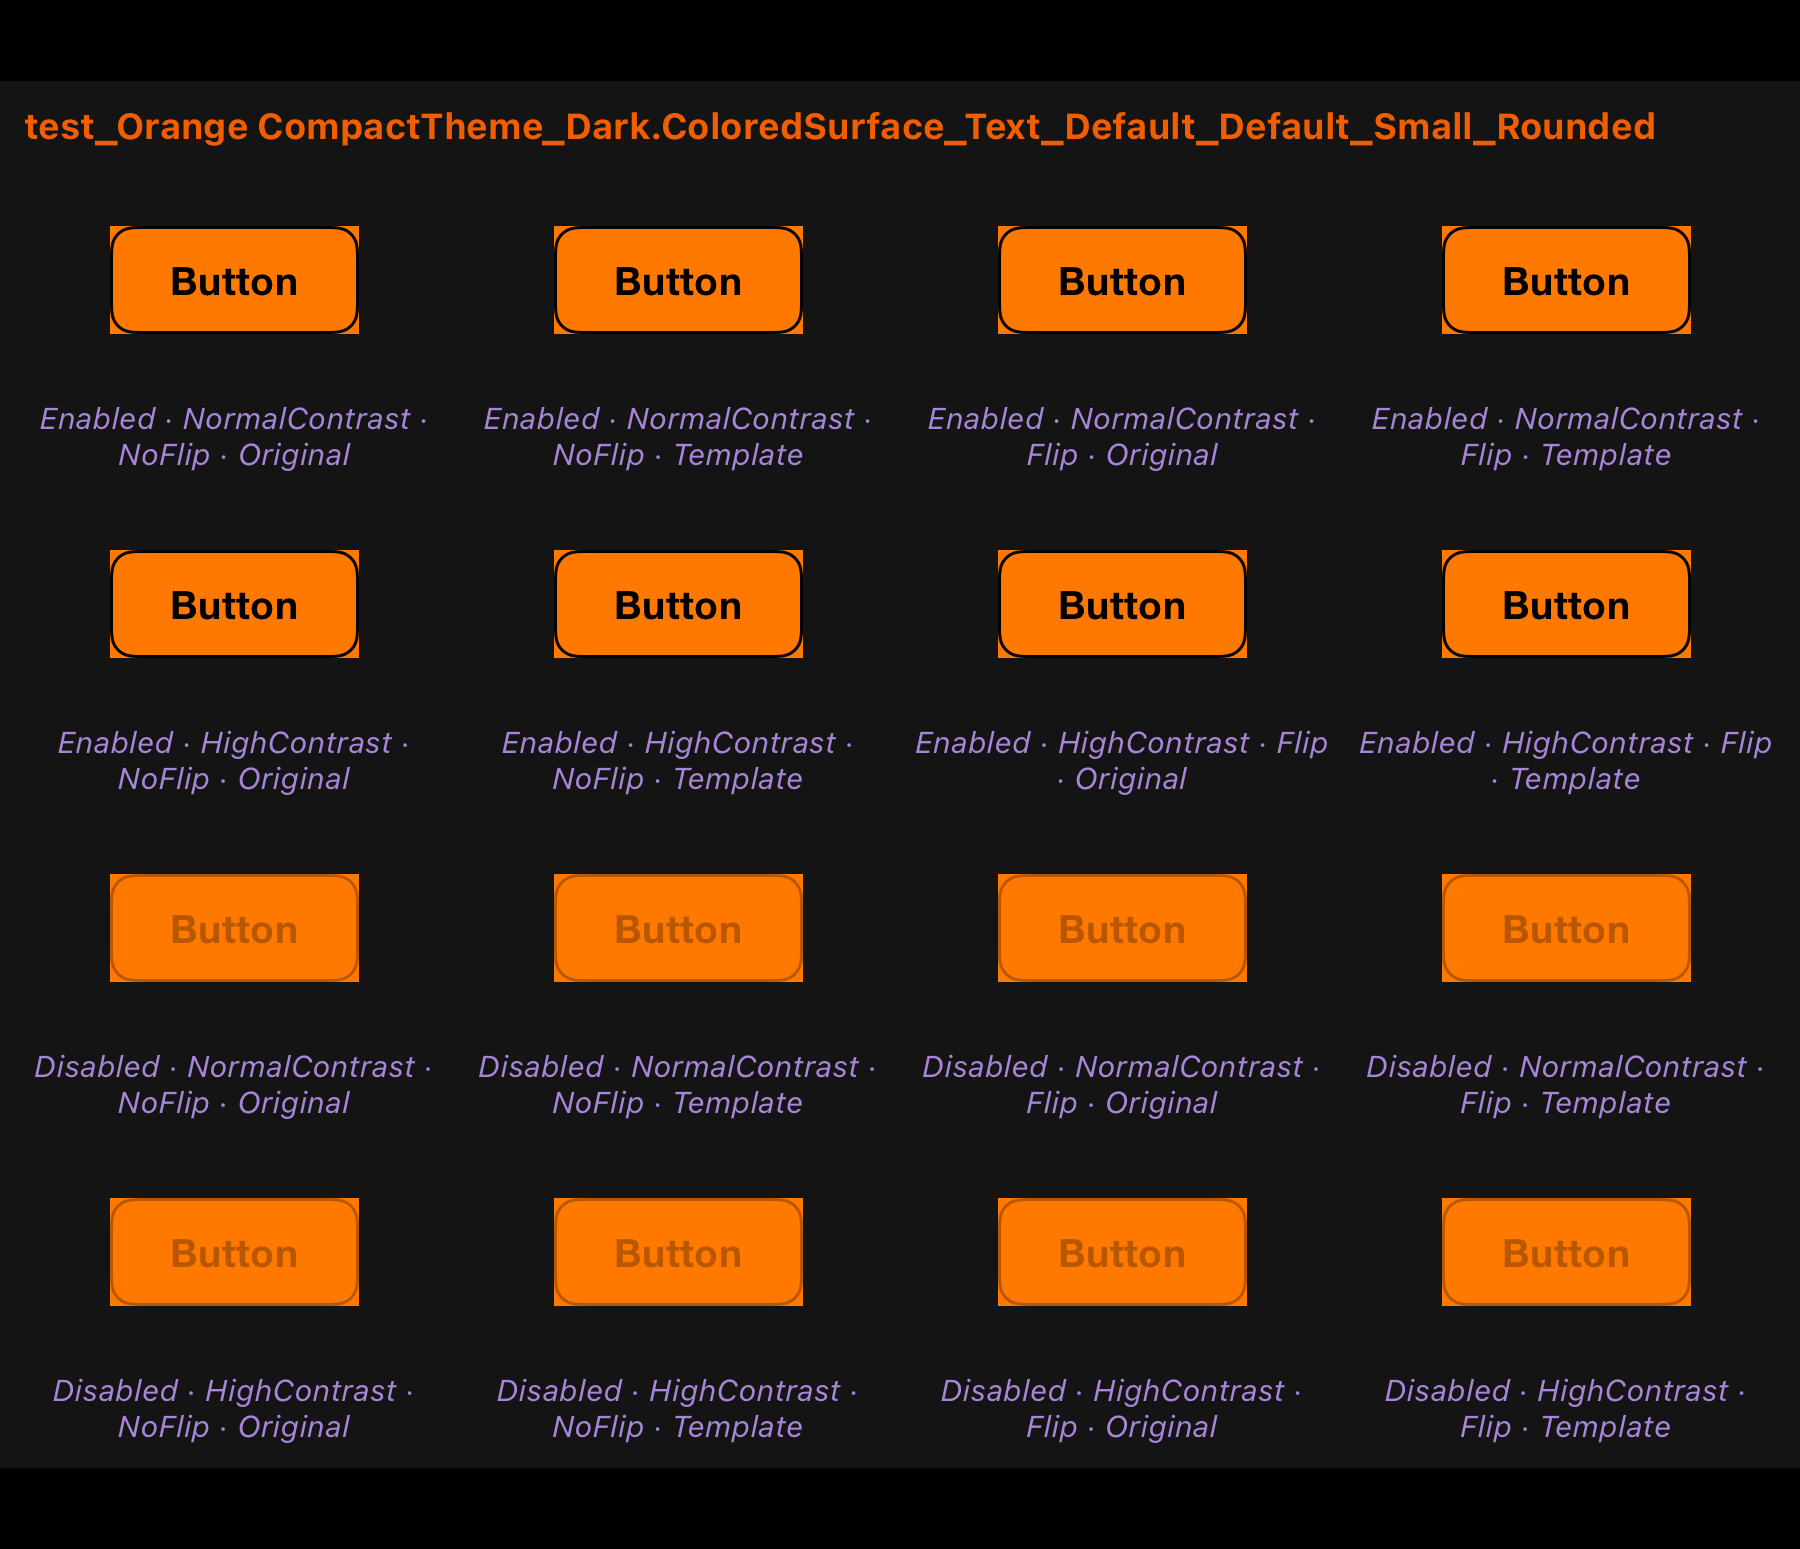 test_Orange CompactTheme_Dark.ColoredSurface_Text_Default_Default_Small_Rounded
Button Button Button Button
Enabled · NormalContrast · Enabled · NormalContrast · Enabled · NormalContrast · Enabled · NormalContrast ·
NoFlip · Original NoFlip · Template Flip · Original Flip · Template
Button Button Button Button
Enabled · HighContrast · Enabled · HighContrast · Enabled · HighContrast · Flip Enabled · HighContrast · Flip
NoFlip · Original NoFlip · Template · Original · Template
Button Button Button Button
Disabled · NormalContrast · Disabled · NormalContrast · Disabled · NormalContrast · Disabled · NormalContrast ·
NoFlip · Original NoFlip · Template Flip · Original Flip · Template
Button Button Button Button
Disabled · HighContrast · Disabled · HighContrast · Disabled · HighContrast · Disabled · HighContrast ·
NoFlip · Original NoFlip · Template Flip · Original Flip · Template